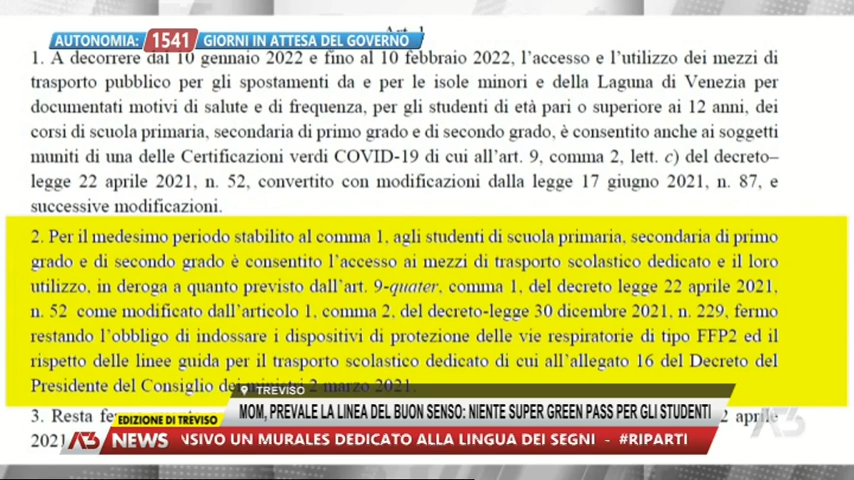 Art. 1
AUTONOMIA: 1541 GIORNI IN ATTESA DEL GOVERNO
1. A decorrere dal 10 gennaio 2022 e fino al 10 febbraio 2022, l'accesso e l'utilizzo dei mezzi di
trasporto pubblico per gli spostamenti da e per le isole minori e della Laguna di Venezia per
documentati motivi di salute e di frequenza, per gli studenti di età pari o superiore ai 12 anni, dei
corsi di scuola primaria, secondaria di primo grado e di secondo grado, è consentito anche ai soggetti
muniti di una delle Certificazioni verdi COVID-19 di cui all'art. 9, comma 2, lett. c) del decreto–
legge 22 aprile 2021, n. 52, convertito con modificazioni dalla legge 17 giugno 2021, n. 87, e
successive modificazioni.
2. Per il medesimo periodo stabilito al comma 1, agli studenti di scuola primaria, secondaria di primo
grado e di secondo grado è consentito l'accesso ai mezzi di trasporto scolastico dedicato e il loro
utilizzo, in deroga a quanto previsto dall'art. 9-quater, comma 1, del decreto legge 22 aprile 2021,
n. 52 come modificato dall'articolo 1, comma 2, del decreto-legge 30 dicembre 2021, n. 229, fermo
restando l'obbligo di indossare i dispositivi di protezione delle vie respiratorie di tipo FFP2 ed il
rispetto delle linee guida per il trasporto scolastico dedicato di cui all'allegato 16 del Decreto del
Presidente del Consiglio dei ministri 2 marzo 2021.
TREVISO
3. Resta 2 aprile
EDIZIONE DI TREVISO MOM, PREVALE LA LINEA DEL BUON SENSO: NIENTE SUPER GREEN PASS PER GLI STUDENTI
2021 A3 NEWS NSIVO UN MURALES DEDICATO ALLA LINGUA DEI SEGNI - #RIPARTI
A3